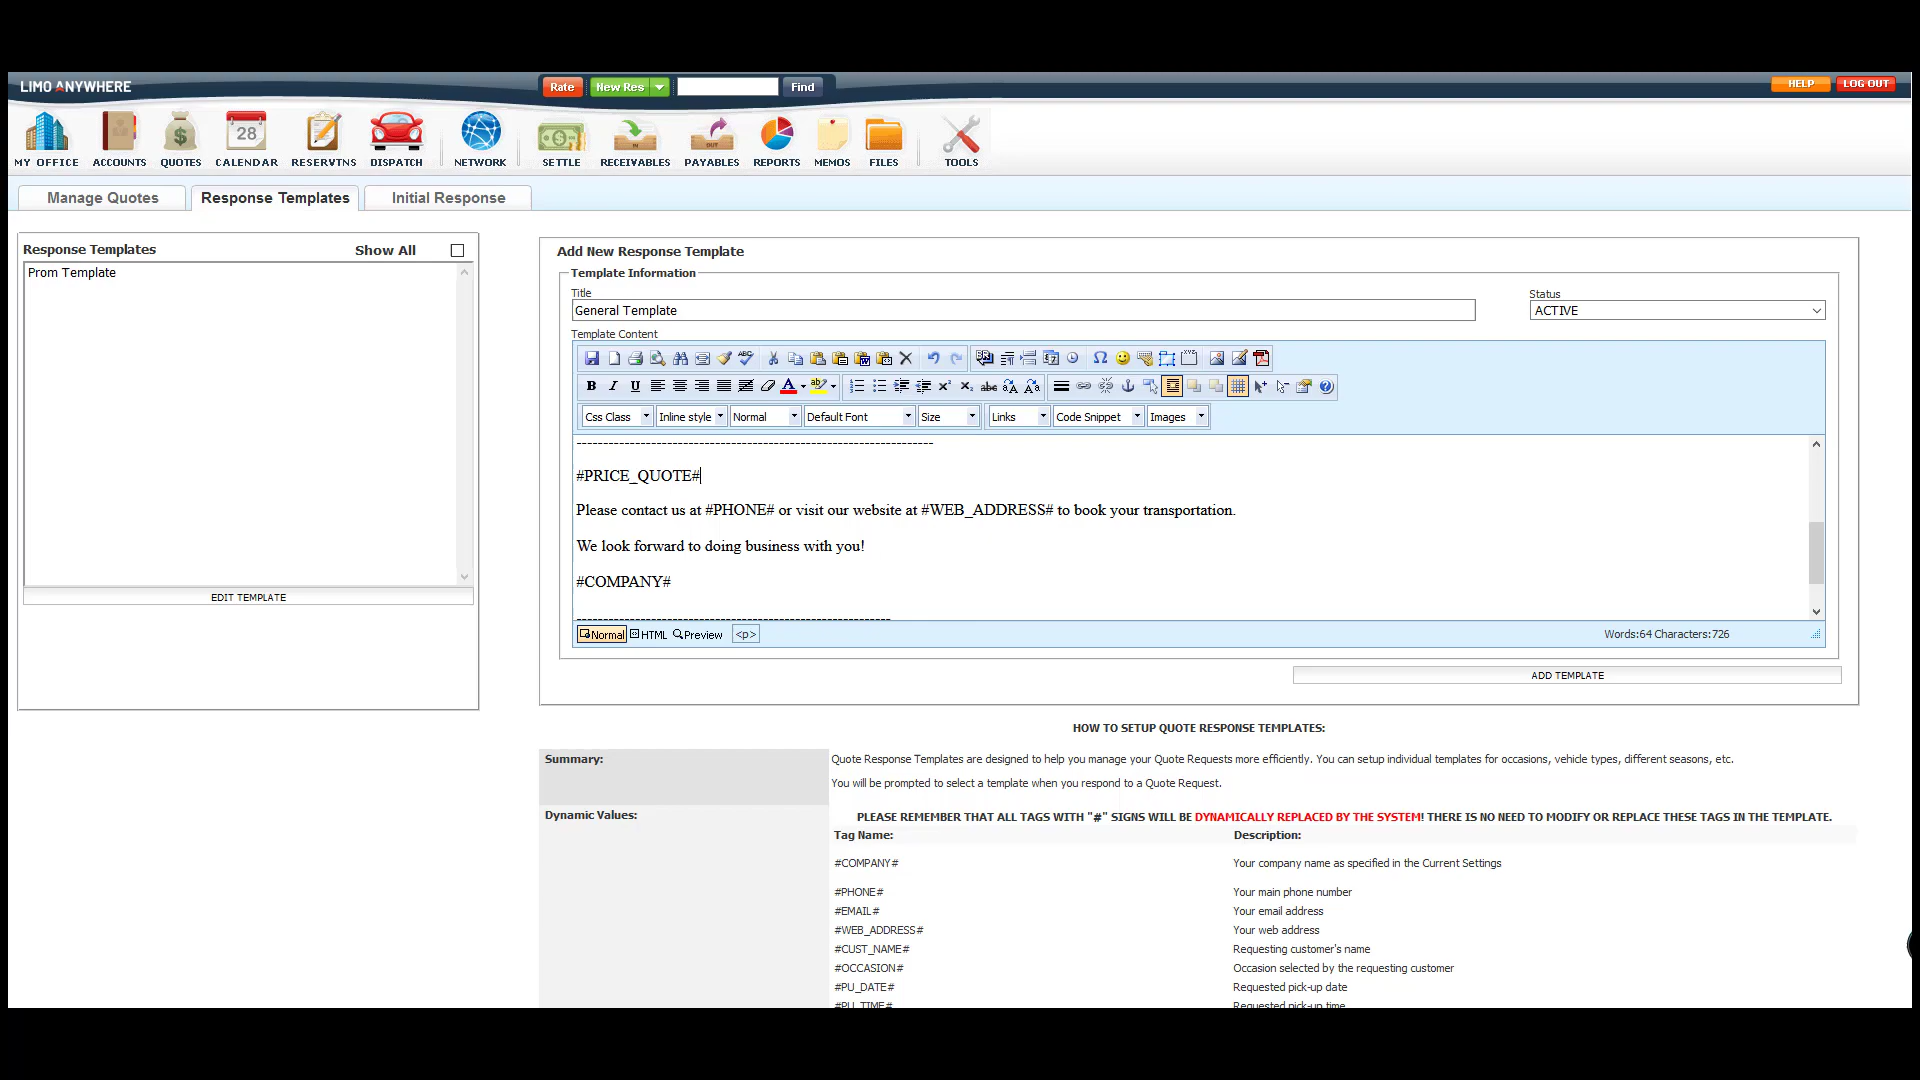 LIMO ANYWHERE
Rate
New Res
Find
HELP
LOG OUT
MY OFFICE
ACCOUNTS
QUOTES
28
CALENDAR
RESERVTNS
DISPATCH
NETWORK
SETTLE
IN
RECEIVABLES
OUT
PAYABLES
REPORTS
MEMOS
FILES
TOOLS
Manage Quotes
Response Templates
Initial Response
Response Templates
Show All
Prom Template
EDIT TEMPLATE
Add New Response Template
Template Information
Title
General Template
Status
ACTIVE
Template Content
Css Class
Inline style
Normal
Default Font
Size
Links
Code Snippet
Images
#PRICE_QUOTE#
Please contact us at #PHONE# or visit our website at #WEB_ADDRESS# to book your transportation.
We look forward to doing business with you!
#COMPANY#
Normal
HTML
Preview
<p>
Words:64 Characters:726
ADD TEMPLATE
HOW TO SETUP QUOTE RESPONSE TEMPLATES:
Summary:
Quote Response Templates are designed to help you manage your Quote Requests more efficiently. You can setup individual templates for occasions, vehicle types, different seasons, etc.
You will be prompted to select a template when you respond to a Quote Request.
Dynamic Values:
PLEASE REMEMBER THAT ALL TAGS WITH "#" SIGNS WILL BE DYNAMICALLY REPLACED BY THE SYSTEM! THERE IS NO NEED TO MODIFY OR REPLACE THESE TAGS IN THE TEMPLATE.
Tag Name:
Description:
#COMPANY#
Your company name as specified in the Current Settings
#PHONE#
Your main phone number
#EMAIL#
Your email address
#WEB_ADDRESS#
Your web address
#CUST_NAME#
Requesting customer's name
#OCCASION#
Occasion selected by the requesting customer
#PU_DATE#
Requested pick-up date
#PU_TIME#
Requested pick-up time